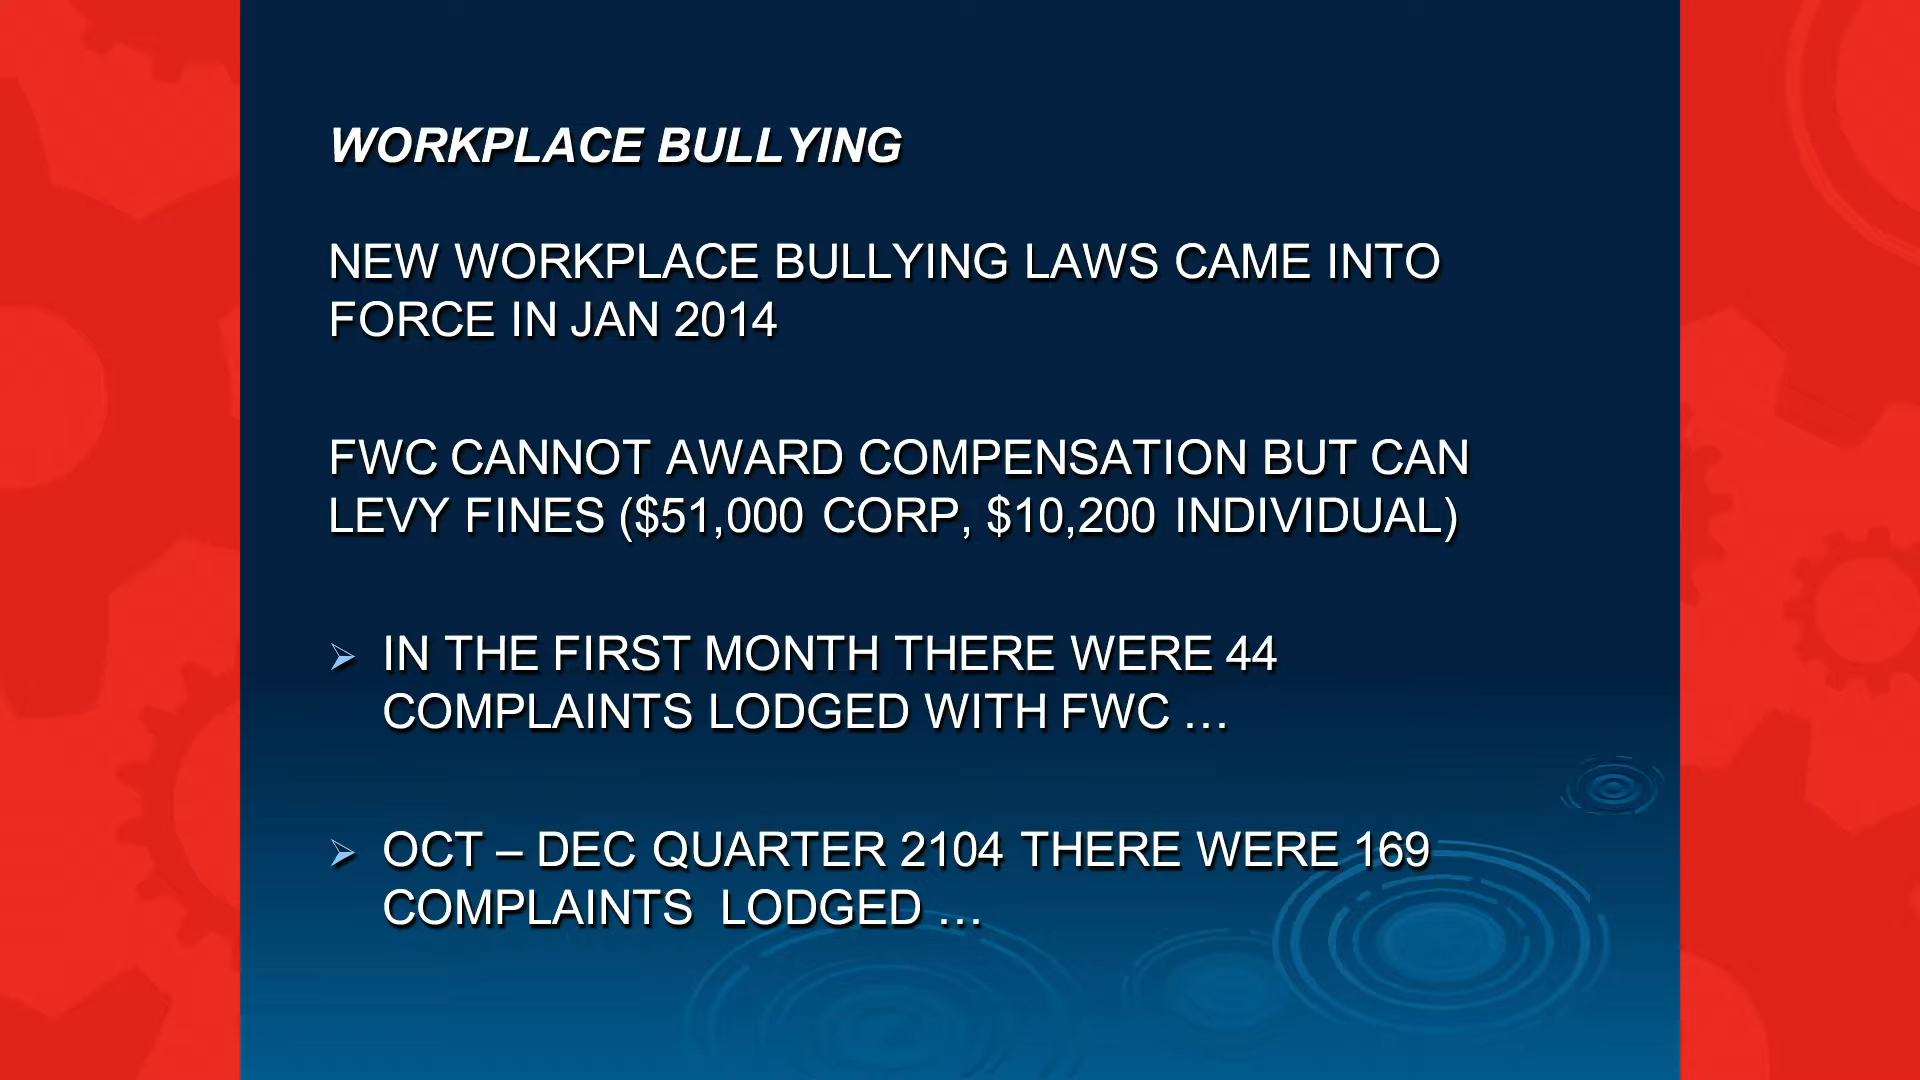 WORKPLACE BULLYING
NEW WORKPLACE BULLYING LAWS CAME INTO
FORCE IN JAN 2014
FWC CANNOT AWARD COMPENSATION BUT CAN
LEVY FINES ($51,000 CORP, $10,200 INDIVIDUAL)
➢ IN THE FIRST MONTH THERE WERE 44
COMPLAINTS LODGED WITH FWC …
➢ OCT – DEC QUARTER 2104 THERE WERE 169
COMPLAINTS LODGED …